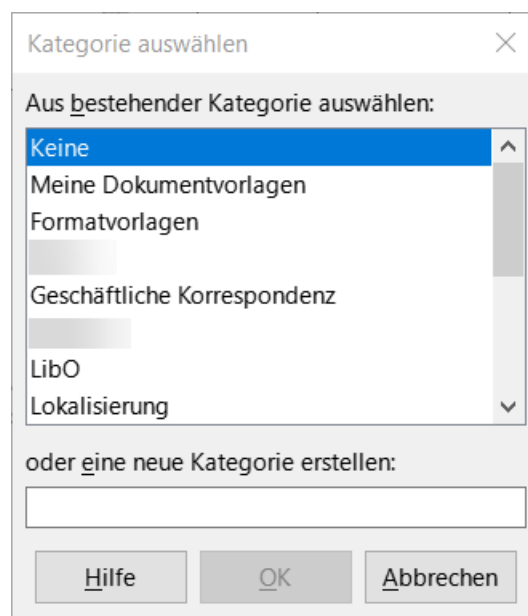 Kategorie auswählen
Aus bestehender Kategorie auswählen:
Keine
Meine Dokumentvorlagen
Formatvorlagen
Geschäftliche Korrespondenz
LibO
Lokalisierung
oder eine neue Kategorie erstellen:
Hilfe OK Abbrechen